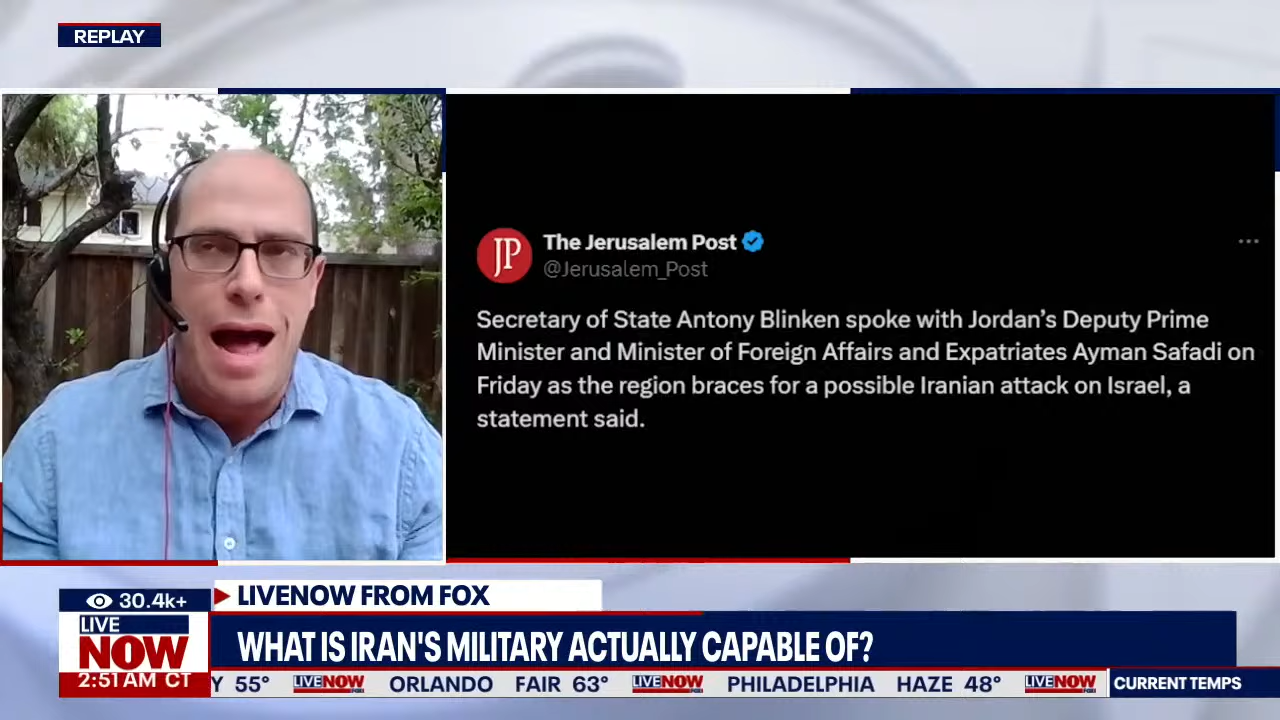 REPLAY
JP
The Jerusalem Post
@Jerusalem_Post
Secretary of State Antony Blinken spoke with Jordan's Deputy Prime
Minister and Minister of Foreign Affairs and Expatriates Ayman Safadi on
Friday as the region braces for a possible Iranian attack on Israel, a
statement said.
30.4k+
LIVENOW FROM FOX
LIVE
NOW
WHAT IS IRAN'S MILITARY ACTUALLY CAPABLE OF?
2:51 AM CT
Y 55° LIVENOW ORLANDO FAIR 63° LIVENOW PHILADELPHIA HAZE 48° LIVENOW CURRENT TEMPS